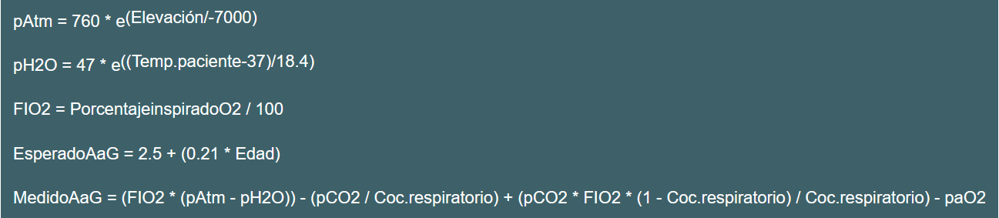 pAtm = 760 * e(Elevación/-7000)
pH2O = 47 * e((Temp.paciente-37)/18.4)
FIO2 = PorcentajeinspiradoO2 / 100
EsperadoAaG = 2.5 + (0.21 * Edad)
MedidoAaG = (FIO2 * (pAtm - pH2O)) - (pCO2 / Coc.respiratorio) + (pCO2 * FIO2 * (1 - Coc.respiratorio) / Coc.respiratorio) - paO2